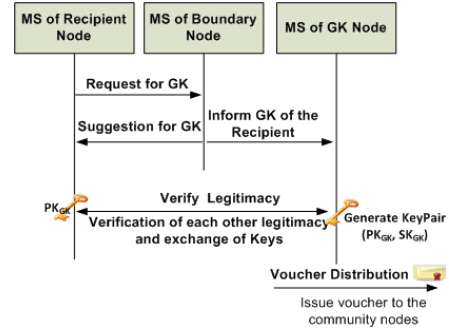 MS of Recipient
Node
MS of Boundary
Node
MS of GK Node
Request for GK
Suggestion for GK
Inform GK of the
Recipient
PKGK
Verify Legitimacy
Verification of each other legitimacy
and exchange of Keys
Generate KeyPair
(PKGK, SKGK)
Voucher Distribution
Issue voucher to the
community nodes